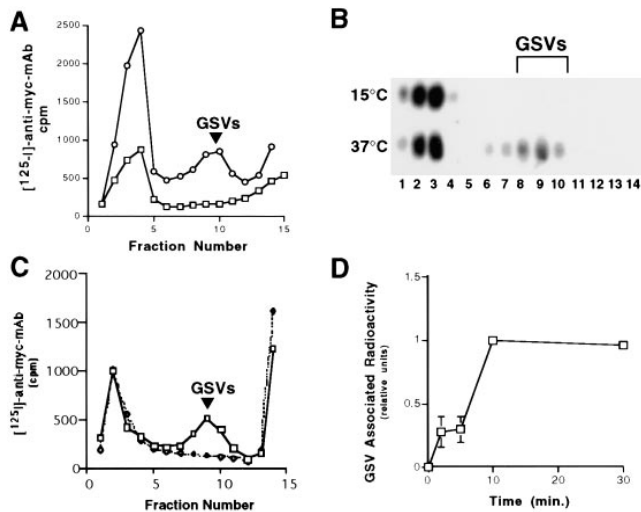 A
[125-I]-anti-myc-mAb
cpm
2500
2000
1500
1000
500
0
GSVs
0
5
10
15
Fraction Number
B
GSVs
15°C
37°C
1 2 3 4 5 6 7 8 9 10 11 12 13 14
C
[125I]-anti-myc-mAb
(cpm)
2000
1500
1000
500
0
GSVs
0
5
10
15
Fraction Number
D
GSV Associated Radioactivity
(relative units)
1.5
1
0.5
0
0
10
20
30
Time (min.)